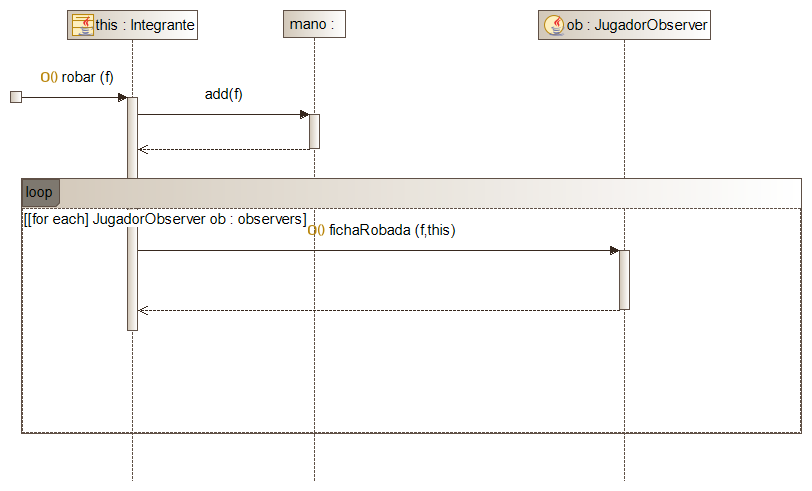 this : Integrante
mano :
ob : JugadorObserver
robar (f)
add(f)
loop
[[for each] JugadorObserver ob : observers]
fichaRobada (f,this)